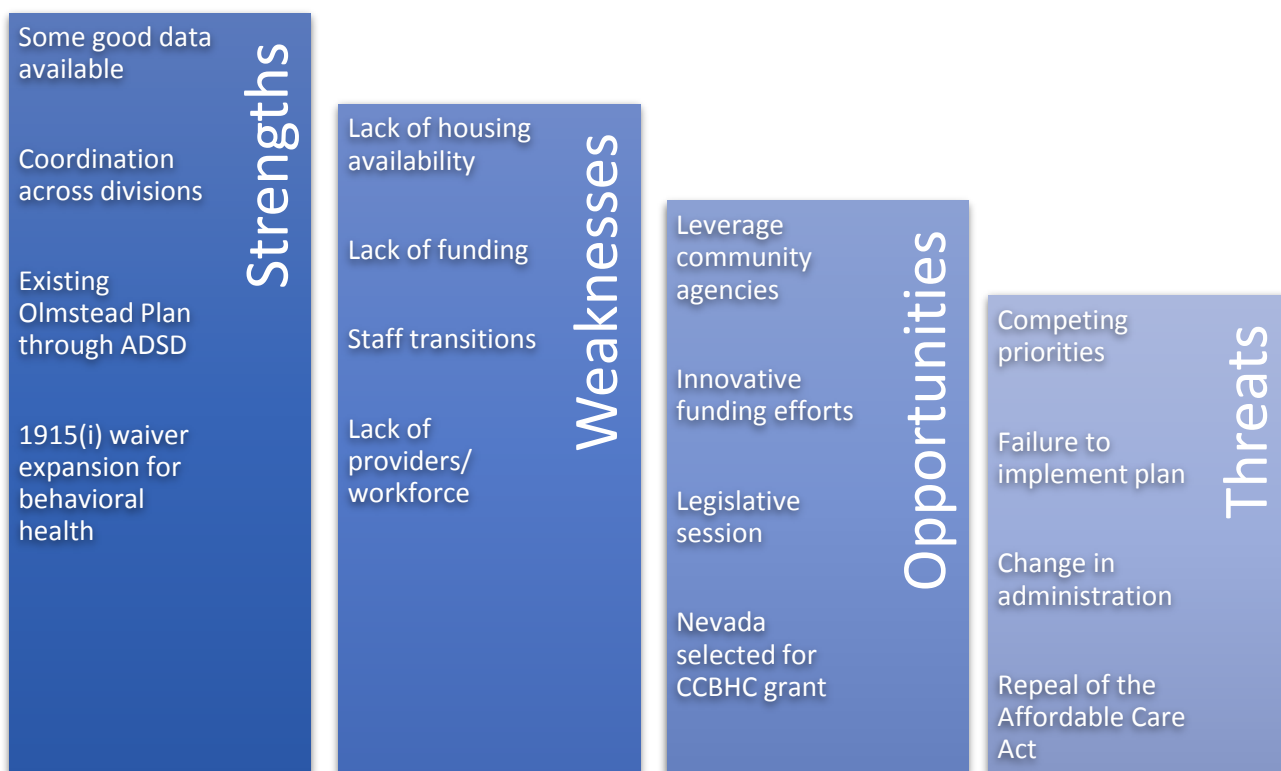 Strengths
Some good data
available
Coordination
across divisions
Existing
Olmstead Plan
through ADSD
1915(i) waiver
expansion for
behavioral
health
Weaknesses
Lack of housing
availability
Lack of funding
Staff transitions
Lack of
providers/
workforce
Opportunities
Leverage
community
agencies
Innovative
funding efforts
Legislative
session
Nevada
selected for
CCBHC grant
Threats
Competing
priorities
Failure to
implement plan
Change in
administration
Repeal of the
Affordable Care
Act